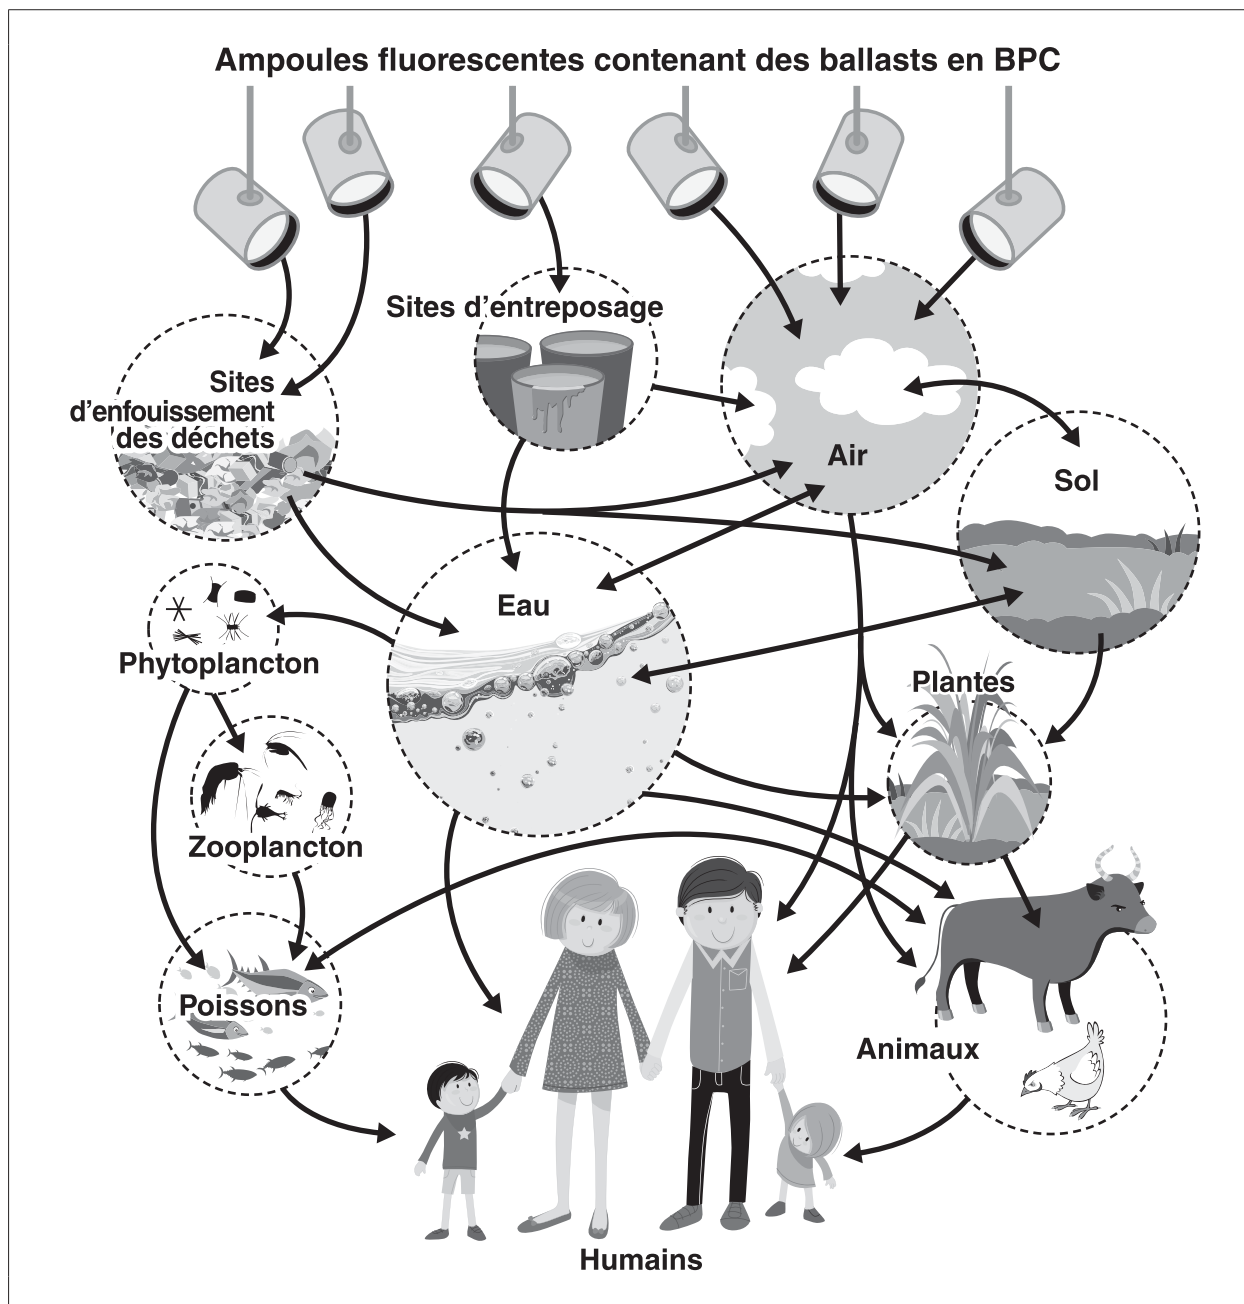 Ampoules fluorescentes contenant des ballasts en BPC
Sites d'entreposage
Sites
d'enfouissement
des déchets
Air
Sol
Eau
Phytoplancton
Plantes
Zooplancton
Poissons
Animaux
Humains